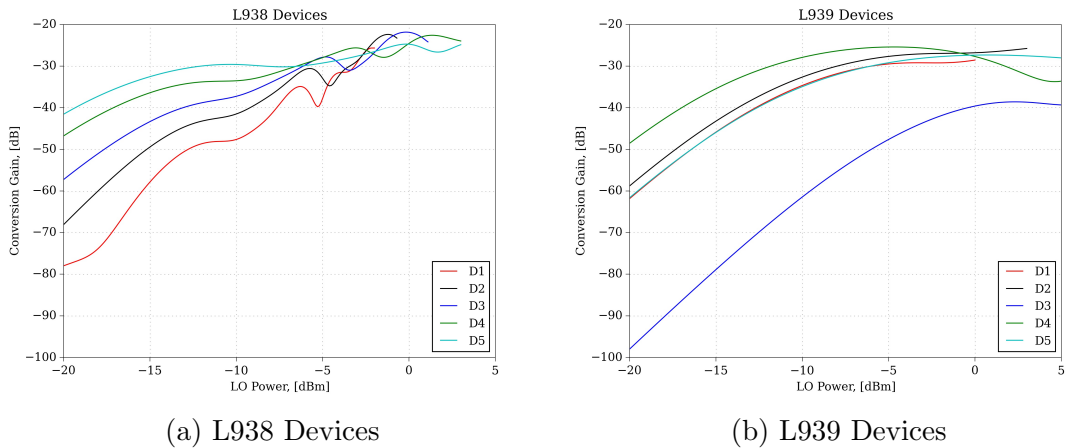 L938 Devices
Conversion Gain, [dB]
−20
−30
−40
−50
−60
−70
−80
−90
−100
−20 −15 −10 −5 0 5
LO Power, [dBm]
D1
D2
D3
D4
D5
(a) L938 Devices
L939 Devices
Conversion Gain, [dB]
−20
−30
−40
−50
−60
−70
−80
−90
−100
−20 −15 −10 −5 0 5
LO Power, [dBm]
D1
D2
D3
D4
D5
(b) L939 Devices